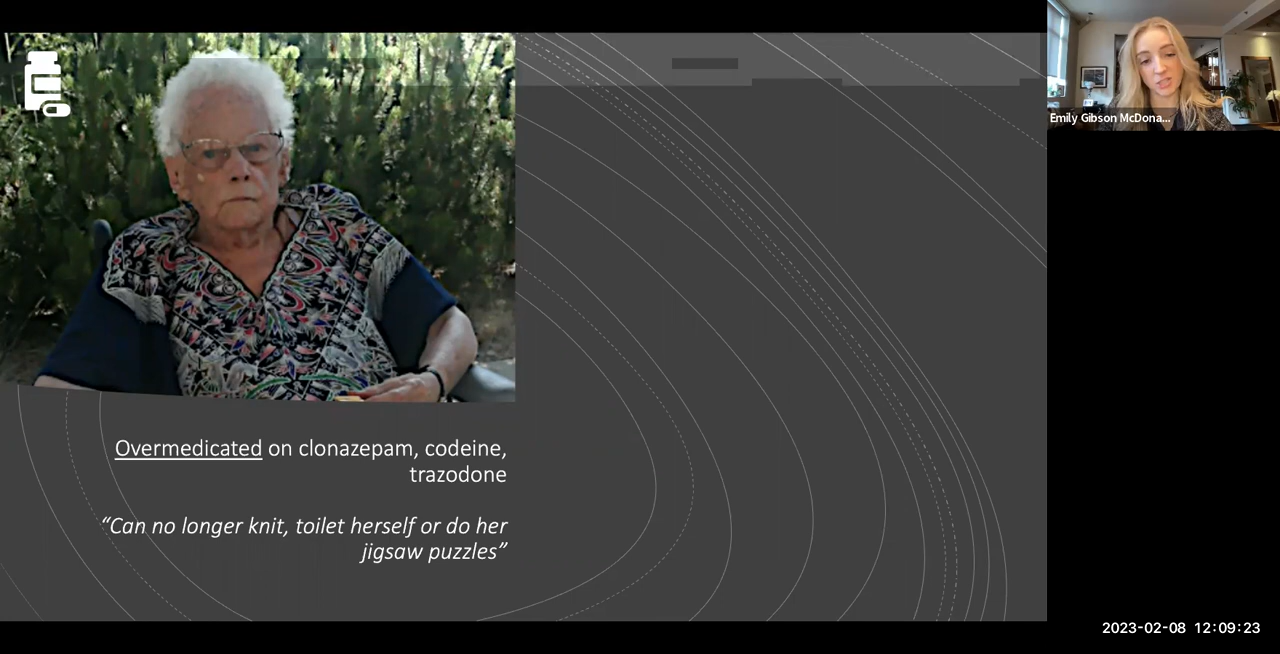 Emily Gibson McDona...
Overmedicated on clonazepam, codeine,
trazodone
“Can no longer knit, toilet herself or do her
jigsaw puzzles”
2023-02-08 12:09:23